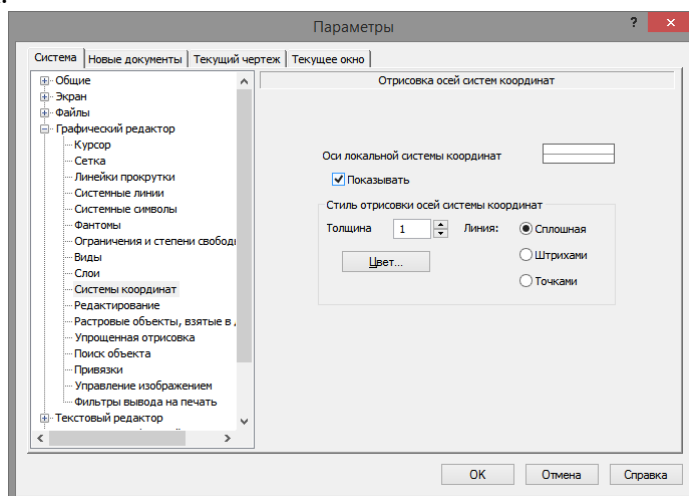 Параметры
? ×
Система Новые документы Текущий чертеж Текущее окно
Общие
Экран
Файлы
Графический редактор
Курсор
Сетка
Линейки прокрутки
Системные линии
Системные символы
Фантомы
Ограничения и степени свободы
Виды
Слои
Системы координат
Редактирование
Растровые объекты, взятые в
Упрощенная отрисовка
Поиск объекта
Привязки
Управление изображением
Фильтры вывода на печать
Текстовый редактор
Отрисовка осей систем координат
Оси локальной системы координат
Показывать
Стиль отрисовки осей системы координат
Толщина 1 Линия: Сплошная
Цвет... Штрихами
Точками
OK Отмена Справка